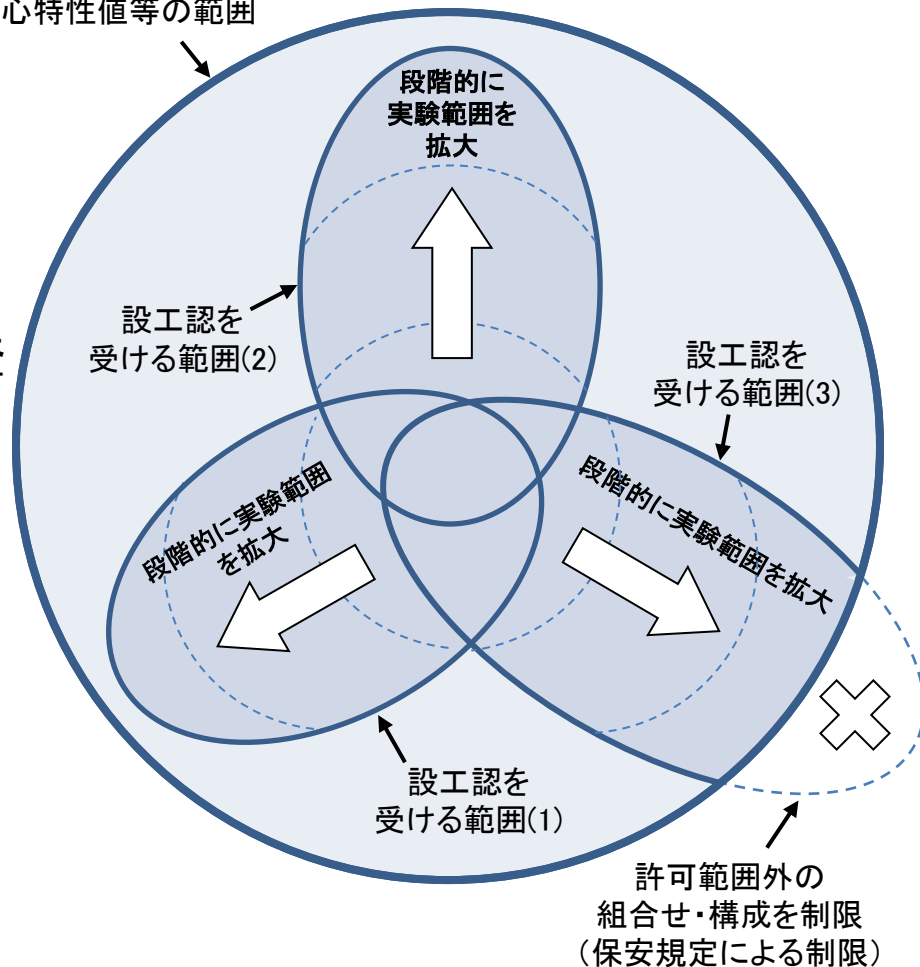 心特性値等の範囲
段階的に
実験範囲を
拡大
設工認を
受ける範囲(2)
設工認を
受ける範囲(3)
段階的に実験範囲
を拡大
段階的に実験範囲を拡大
設工認を
受ける範囲(1)
許可範囲外の
組合せ・構成を制限
（保安規定による制限）